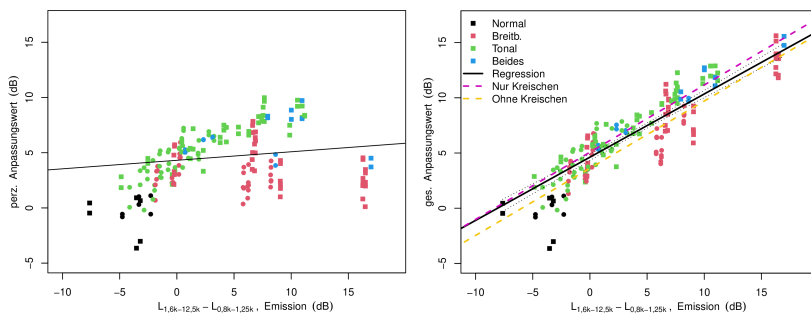 15
10
5
0
−5
perz. Anpassungswert (dB)
−10 −5 0 5 10 15
L1,6k−12,5k − L0,8k−1,25k , Emission (dB)
Normal
Breitb.
Tonal
Beides
Regression
Nur Kreischen
Ohne Kreischen
15
10
5
0
−5
ges. Anpassungswert (dB)
−10 −5 0 5 10 15
L1,6k−12,5k − L0,8k−1,25k , Emission (dB)